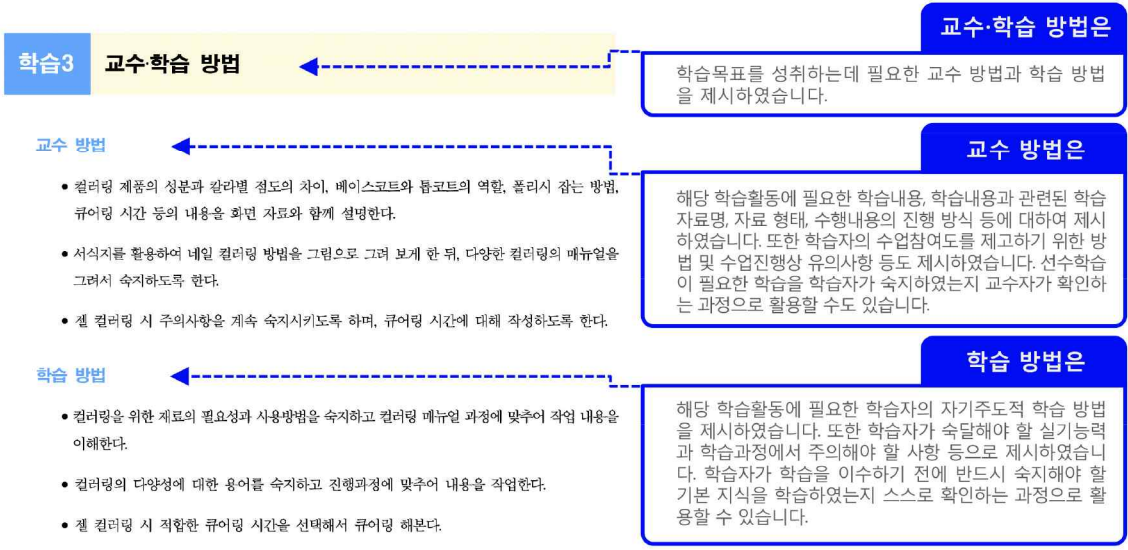 학습3 교수·학습 방법
교수·학습 방법은
학습목표를 성취하는데 필요한 교수 방법과 학습 방법
을 제시하였습니다.
교수 방법
• 컬러링 제품의 성분과 칼라별 점도의 차이, 베이스코트와 톱코트의 역할, 폴리시 잡는 방법,
큐어링 시간 등의 내용을 화면 자료와 함께 설명한다.
• 서식지를 활용하여 네일 컬러링 방법을 그림으로 그려 보게 한 뒤, 다양한 컬러링의 매뉴얼을
그려서 숙지하도록 한다.
• 젤 컬러링 시 주의사항을 계속 숙지시키도록 하며, 큐어링 시간에 대해 작성하도록 한다.
교수 방법은
해당 학습활동에 필요한 학습내용, 학습내용과 관련된 학습
자료명, 자료 형태, 수행내용의 진행 방식 등에 대하여 제시
하였습니다. 또한 학습자의 수업참여도를 제고하기 위한 방
법 및 수업진행상 유의사항 등도 제시하였습니다. 선수학습
이 필요한 학습을 학습자가 숙지하였는지 교수자가 확인하
는 과정으로 활용할 수도 있습니다.
학습 방법
• 컬러링을 위한 재료의 필요성과 사용방법을 숙지하고 컬러링 매뉴얼 과정에 맞추어 작업 내용을
이해한다.
• 컬러링의 다양성에 대한 용어를 숙지하고 진행과정에 맞추어 내용을 작업한다.
• 젤 컬러링 시 적합한 큐어링 시간을 선택해서 큐어링 해본다.
학습 방법은
해당 학습활동에 필요한 학습자의 자기주도적 학습 방법
을 제시하였습니다. 또한 학습자가 숙달해야 할 실기능력
과 학습과정에서 주의해야 할 사항 등으로 제시하였습니
다. 학습자가 학습을 이수하기 전에 반드시 숙지해야 할
기본 지식을 학습하였는지 스스로 확인하는 과정으로 활
용할 수 있습니다.